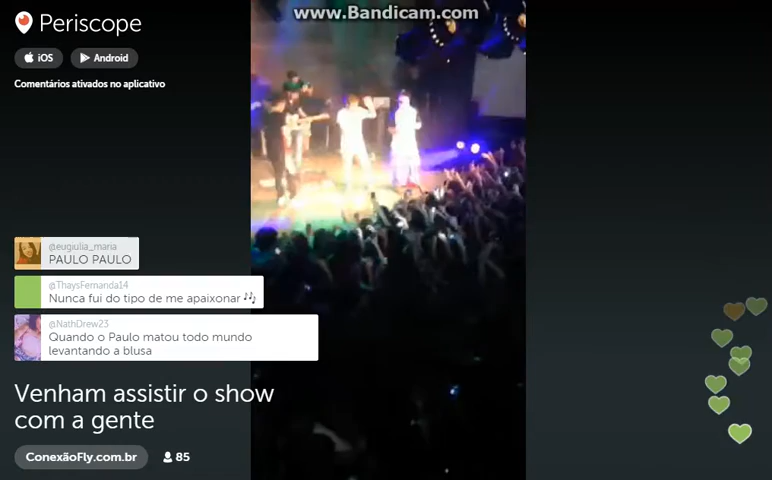 www.Bandicam.com
Periscope
iOS
Android
Comentários ativados no aplicativo
@eugiulia_maria
PAULO PAULO
@ThaysFernanda14
Nunca fui do tipo de me apaixonar 🎶
@NathDrew23
Quando o Paulo matou todo mundo
levantando a blusa
Venham assistir o show
com a gente
ConexãoFly.com.br
85